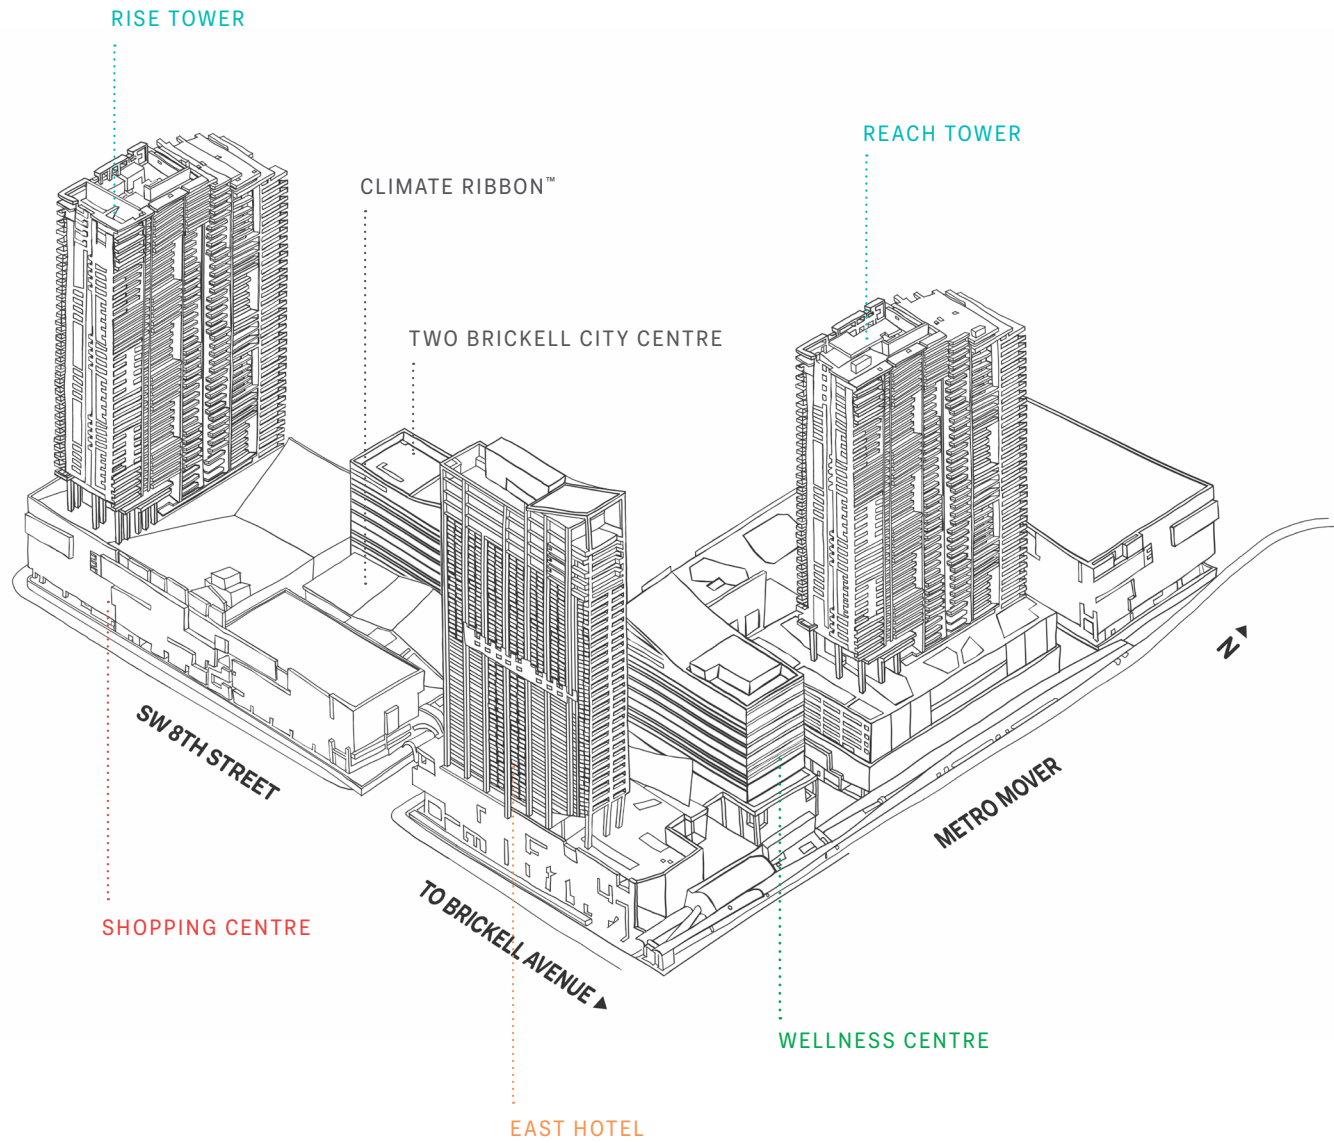 RISE TOWER
REACH TOWER
CLIMATE RIBBON™
TWO BRICKELL CITY CENTRE
N
SW 8TH STREET
METRO MOVER
TO BRICKELL AVENUE ▲
SHOPPING CENTRE
WELLNESS CENTRE
EAST HOTEL